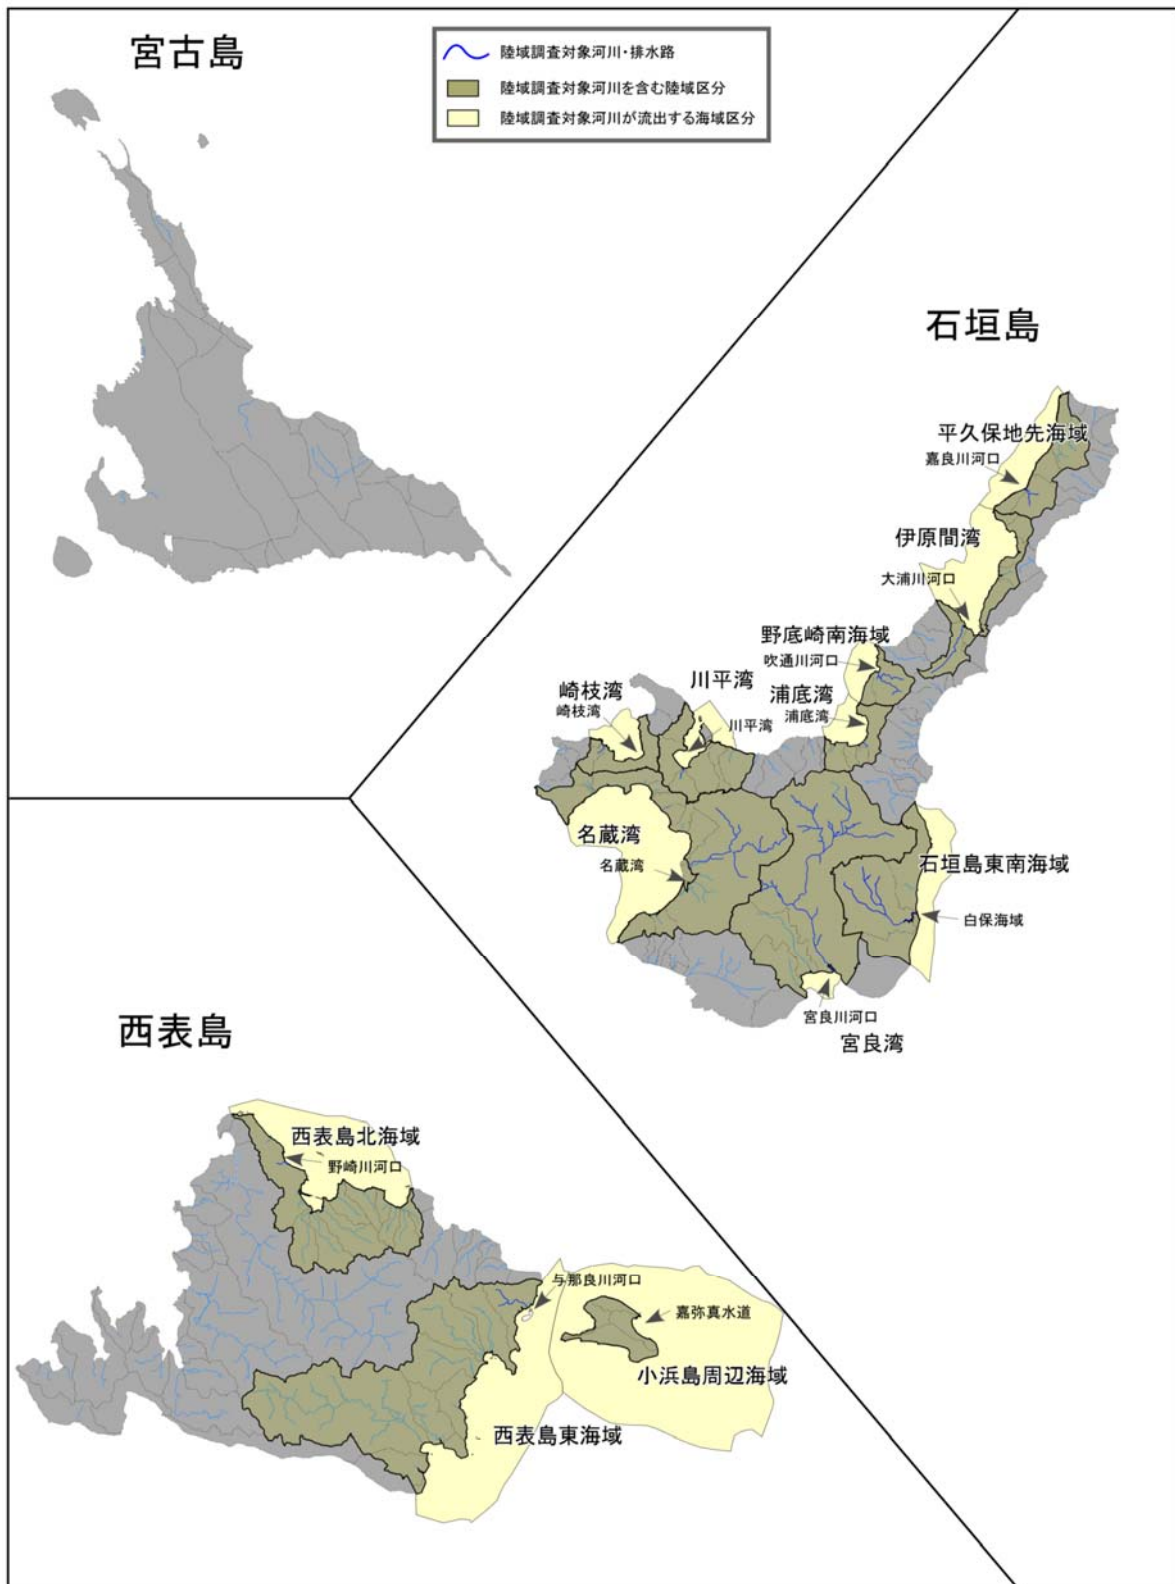 宮古島
陸域調査対象河川・排水路
陸域調査対象河川を含む陸域区分
陸域調査対象河川が流出する海域区分
石垣島
平久保地先海域
嘉良川河口
伊原間湾
大浦川河口
野底崎南海域
吹通川河口
川平湾
浦底湾
崎枝湾
崎枝湾
浦底湾
川平湾
名蔵湾
名蔵湾
石垣島東南海域
白保海域
宮良川河口
宮良湾
西表島
西表島北海域
野崎川河口
与那良川河口
嘉弥真水道
小浜島周辺海域
西表島東海域